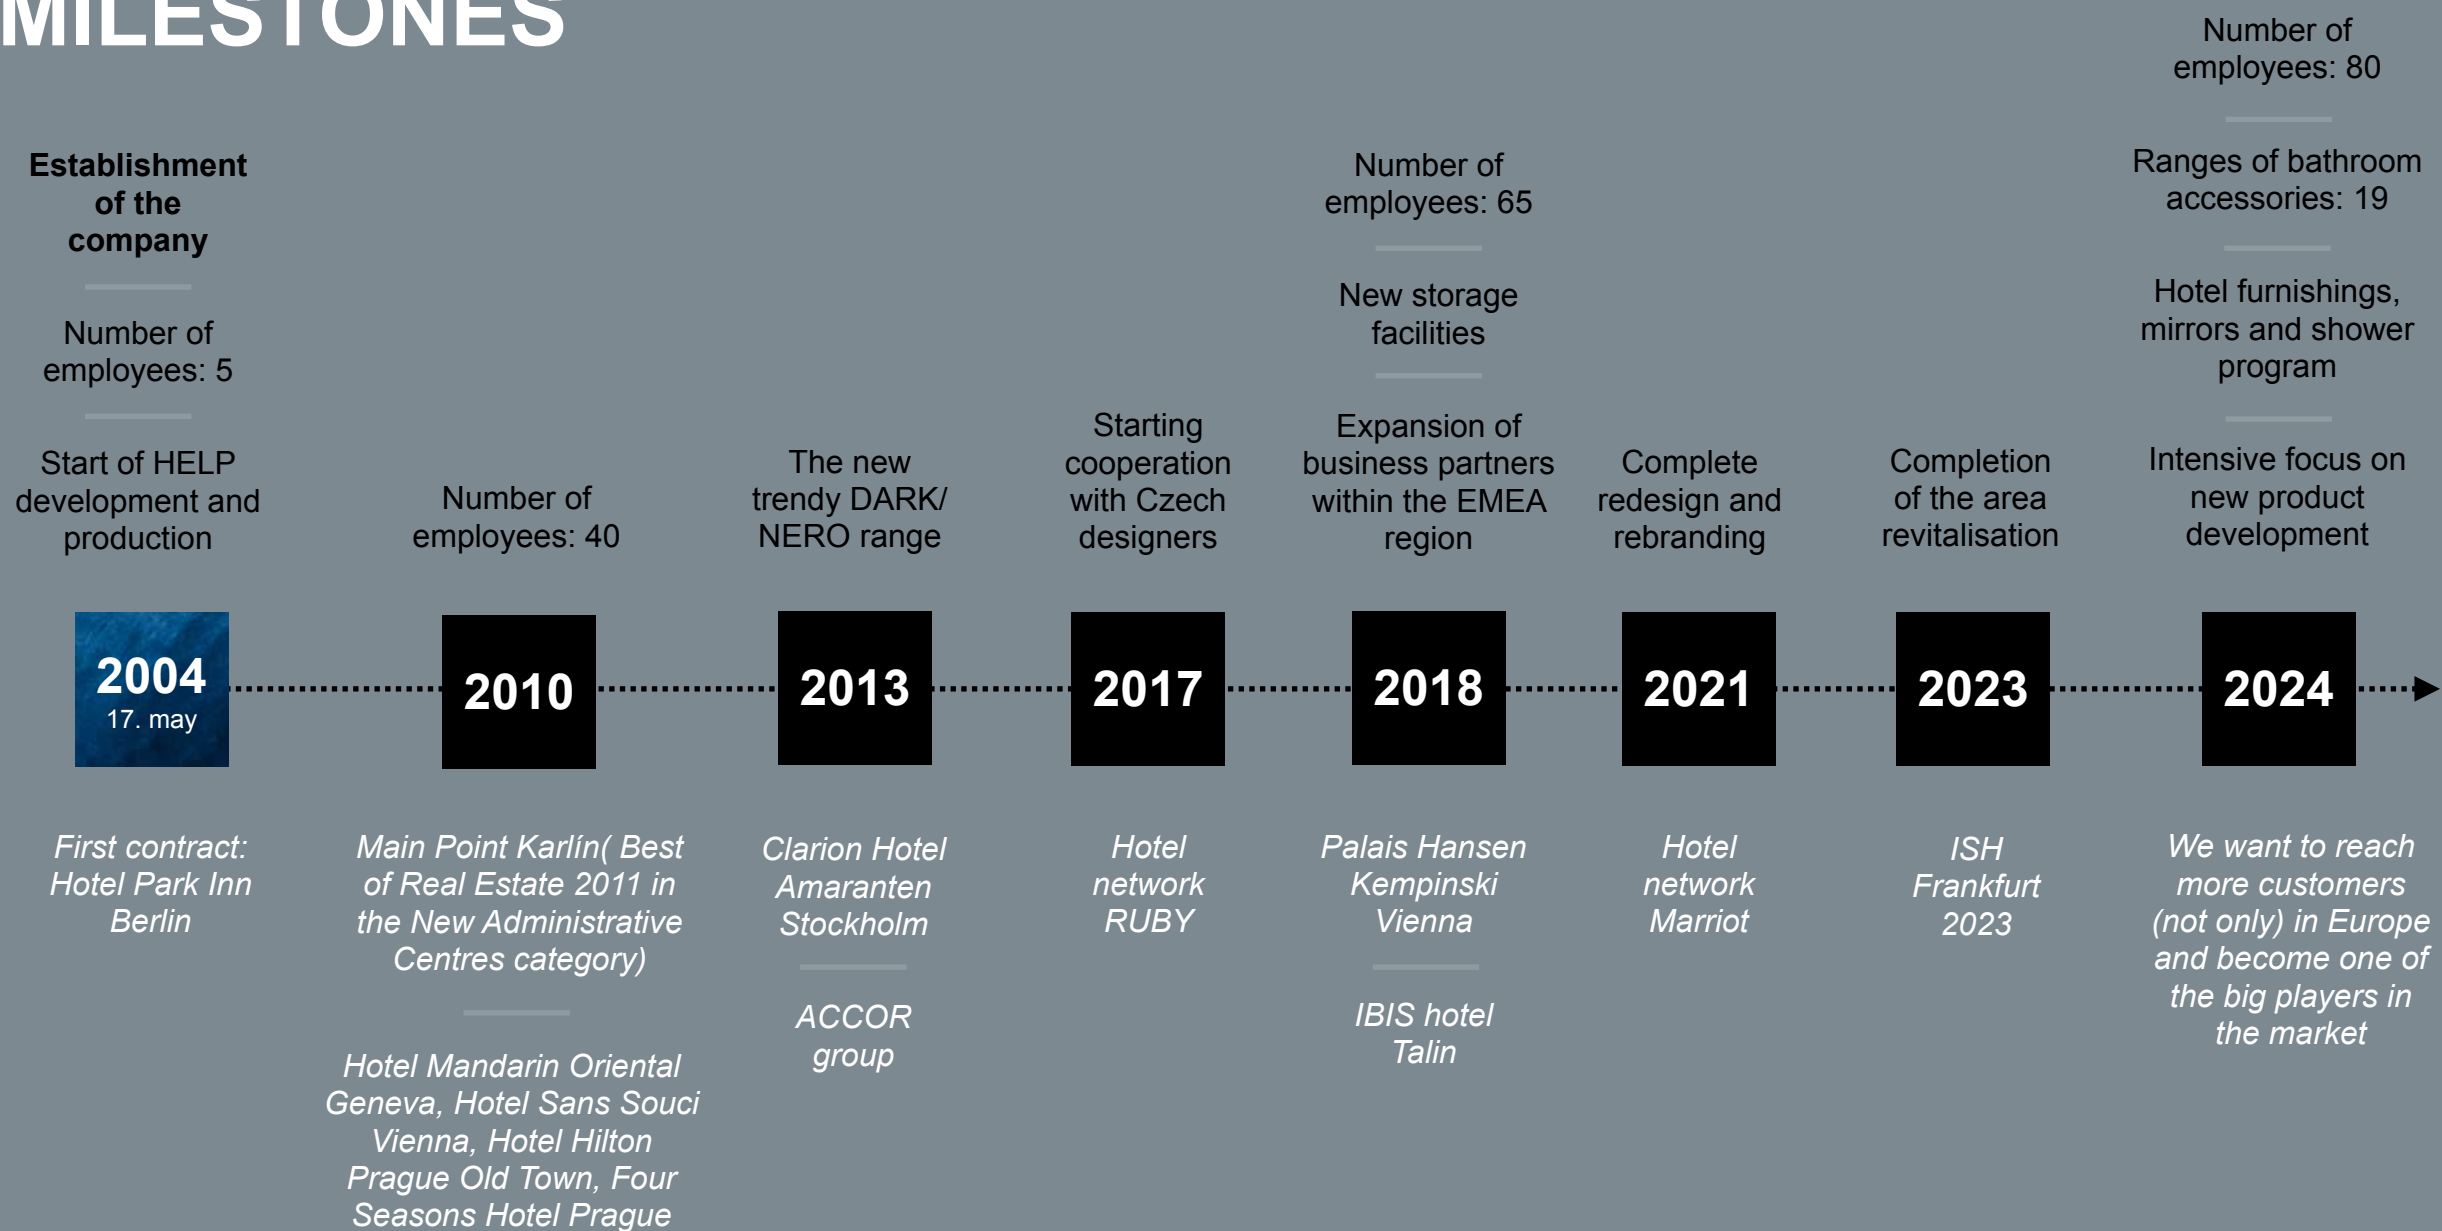 MILESTONES
Establishment
of the
company
Number of
employees: 5
Start of HELP
development and
production
2004
17. may
First contract:
Hotel Park Inn
Berlin
Number of
employees: 40
2010
Main Point Karlín( Best
of Real Estate 2011 in
the New Administrative
Centres category)
Hotel Mandarin Oriental
Geneva, Hotel Sans Souci
Vienna, Hotel Hilton
Prague Old Town, Four
Seasons Hotel Prague
The new
trendy DARK/
NERO range
2013
Clarion Hotel
Amaranten
Stockholm
ACCOR
group
Starting
cooperation
with Czech
designers
2017
Hotel
network
RUBY
Number of
employees: 65
New storage
facilities
Expansion of
business partners
within the EMEA
region
2018
Palais Hansen
Kempinski
Vienna
IBIS hotel
Talin
Complete
redesign and
rebranding
2021
Hotel
network
Marriot
Completion
of the area
revitalisation
2023
ISH
Frankfurt
2023
Number of
employees: 80
Ranges of bathroom
accessories: 19
Hotel furnishings,
mirrors and shower
program
Intensive focus on
new product
development
2024
We want to reach
more customers
(not only) in Europe
and become one of
the big players in
the market